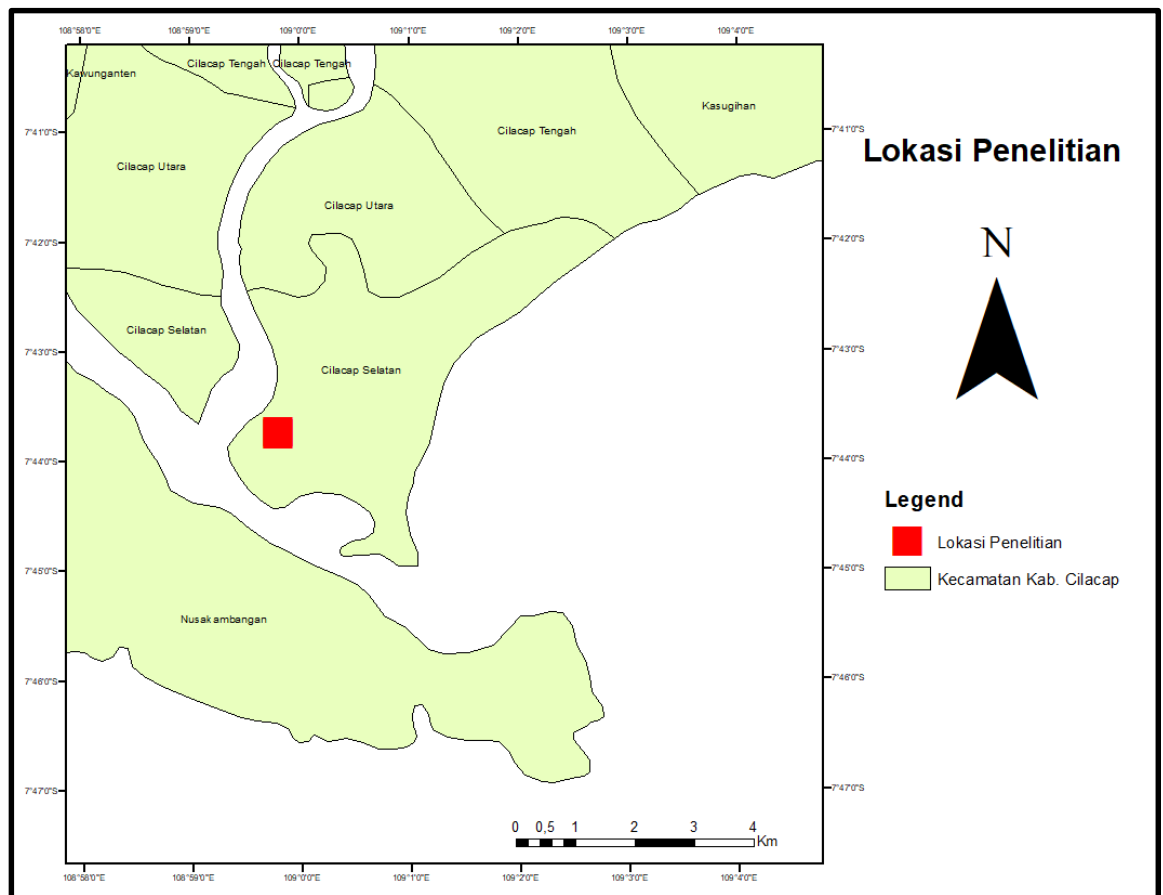 108°58'0"E 108°59'0"E 109°0'0"E 109°1'0"E 109°2'0"E 109°3'0"E 109°4'0"E
Kawunganten
Cilacap Tengah Cilacap Tengah
Kasugihan
Cilacap Tengah
7°41'0"S 7°41'0"S
Lokasi Penelitian
Cilacap Utara
Cilacap Utara
N
7°42'0"S 7°42'0"S
Cilacap Selatan
7°43'0"S 7°43'0"S
Cilacap Selatan
7°44'0"S 7°44'0"S
Legend
Lokasi Penelitian
7°45'0"S 7°45'0"S
Kecamatan Kab. Cilacap
Nusakambangan
7°46'0"S 7°46'0"S
7°47'0"S 7°47'0"S
0 0,5 1 2 3 4
Km
108°58'0"E 108°59'0"E 109°0'0"E 109°1'0"E 109°2'0"E 109°3'0"E 109°4'0"E